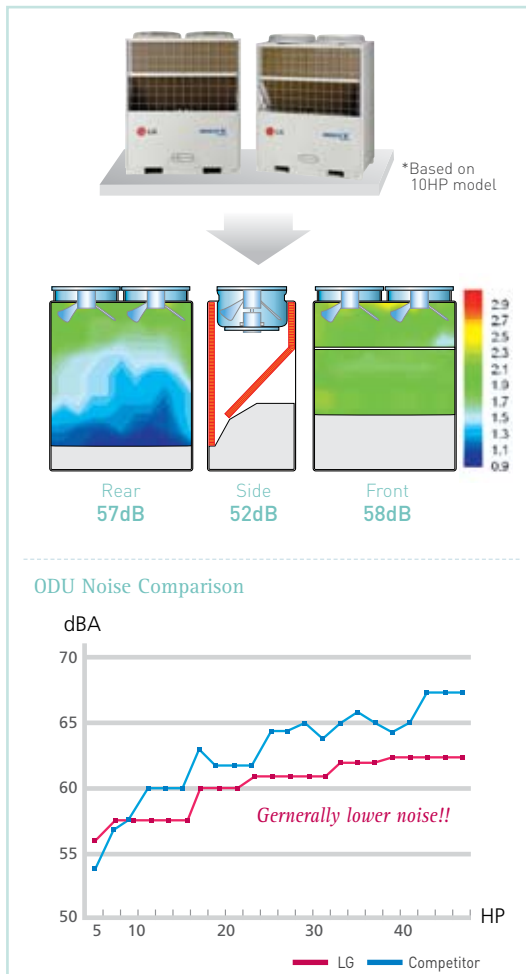 LG
LG
*Based on
10HP model
2.9
2.7
2.5
2.3
2.1
1.9
1.7
1.5
1.3
1.1
0.9
Rear
57dB
Side
52dB
Front
58dB
ODU Noise Comparison
dBA
70
65
60
55
50
Gernerally lower noise!!
5 10 20 30 40 HP
LG Competitor